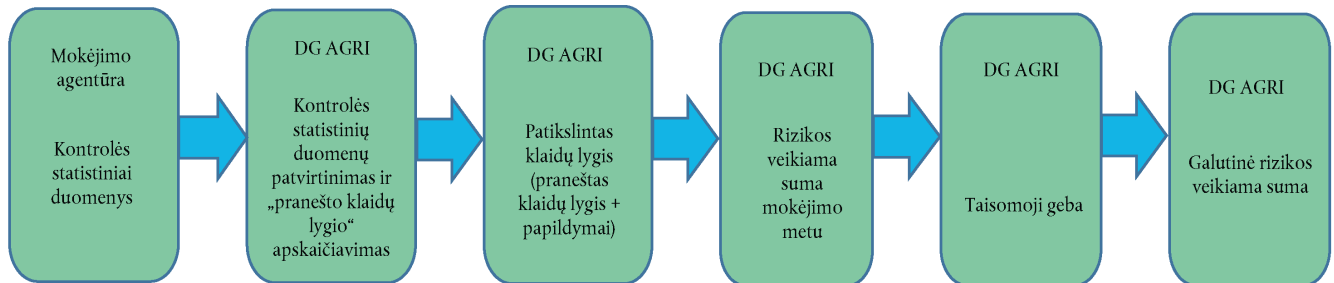 Mokėjimo
agentūra
Kontrolės
statistiniai
duomenys
DG AGRI
Kontrolės
statistinių
duomenų
patvirtinimas ir
„pranešto klaidų
lygio“
apskaičiavimas
DG AGRI
Patikslintas
klaidų lygis
(praneštas
klaidų lygis +
papildymai)
DG AGRI
Rizikos
veikiama
suma
mokėjimo
metu
DG AGRI
Taisomoji geba
DG AGRI
Galutinė rizikos
veikiama suma